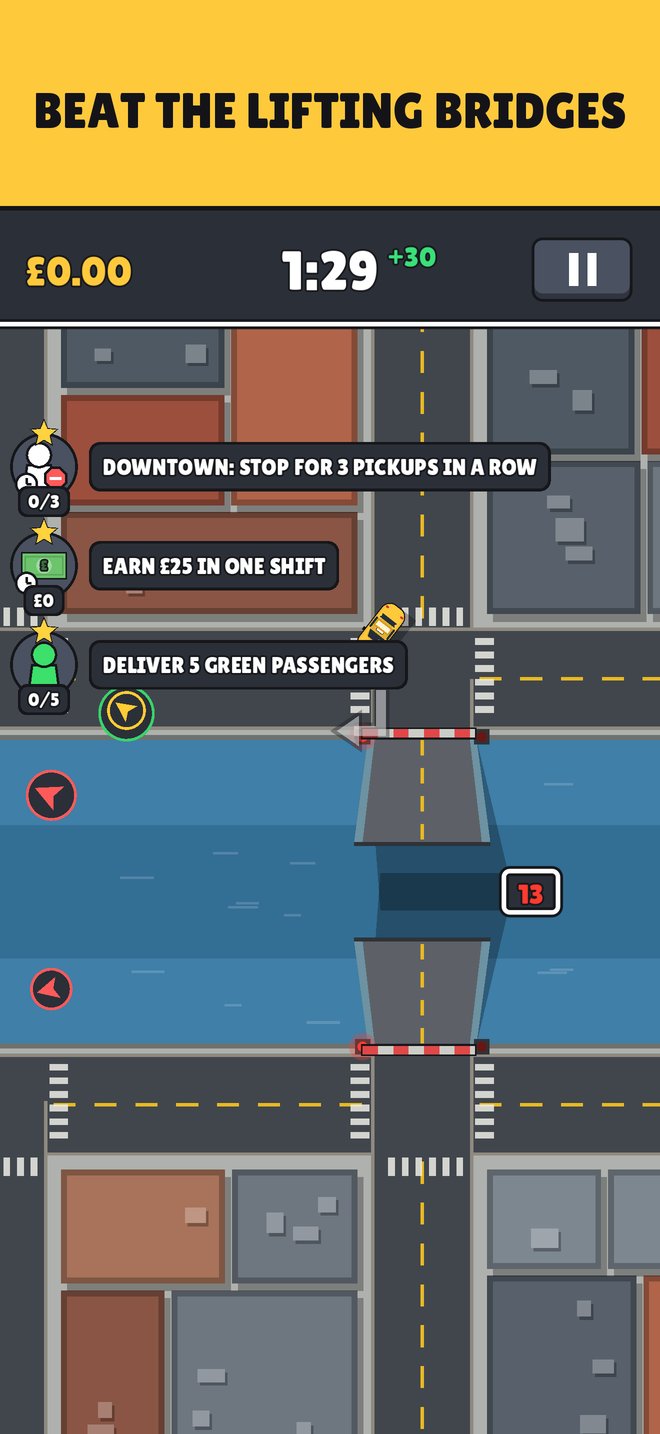 BEAT THE LIFTING BRIDGES
£0.00
1:29
+30
DOWNTOWN: STOP FOR 3 PICKUPS IN A ROW
0/3
EARN £25 IN ONE SHIFT
£
£0
DELIVER 5 GREEN PASSENGERS
0/5
13